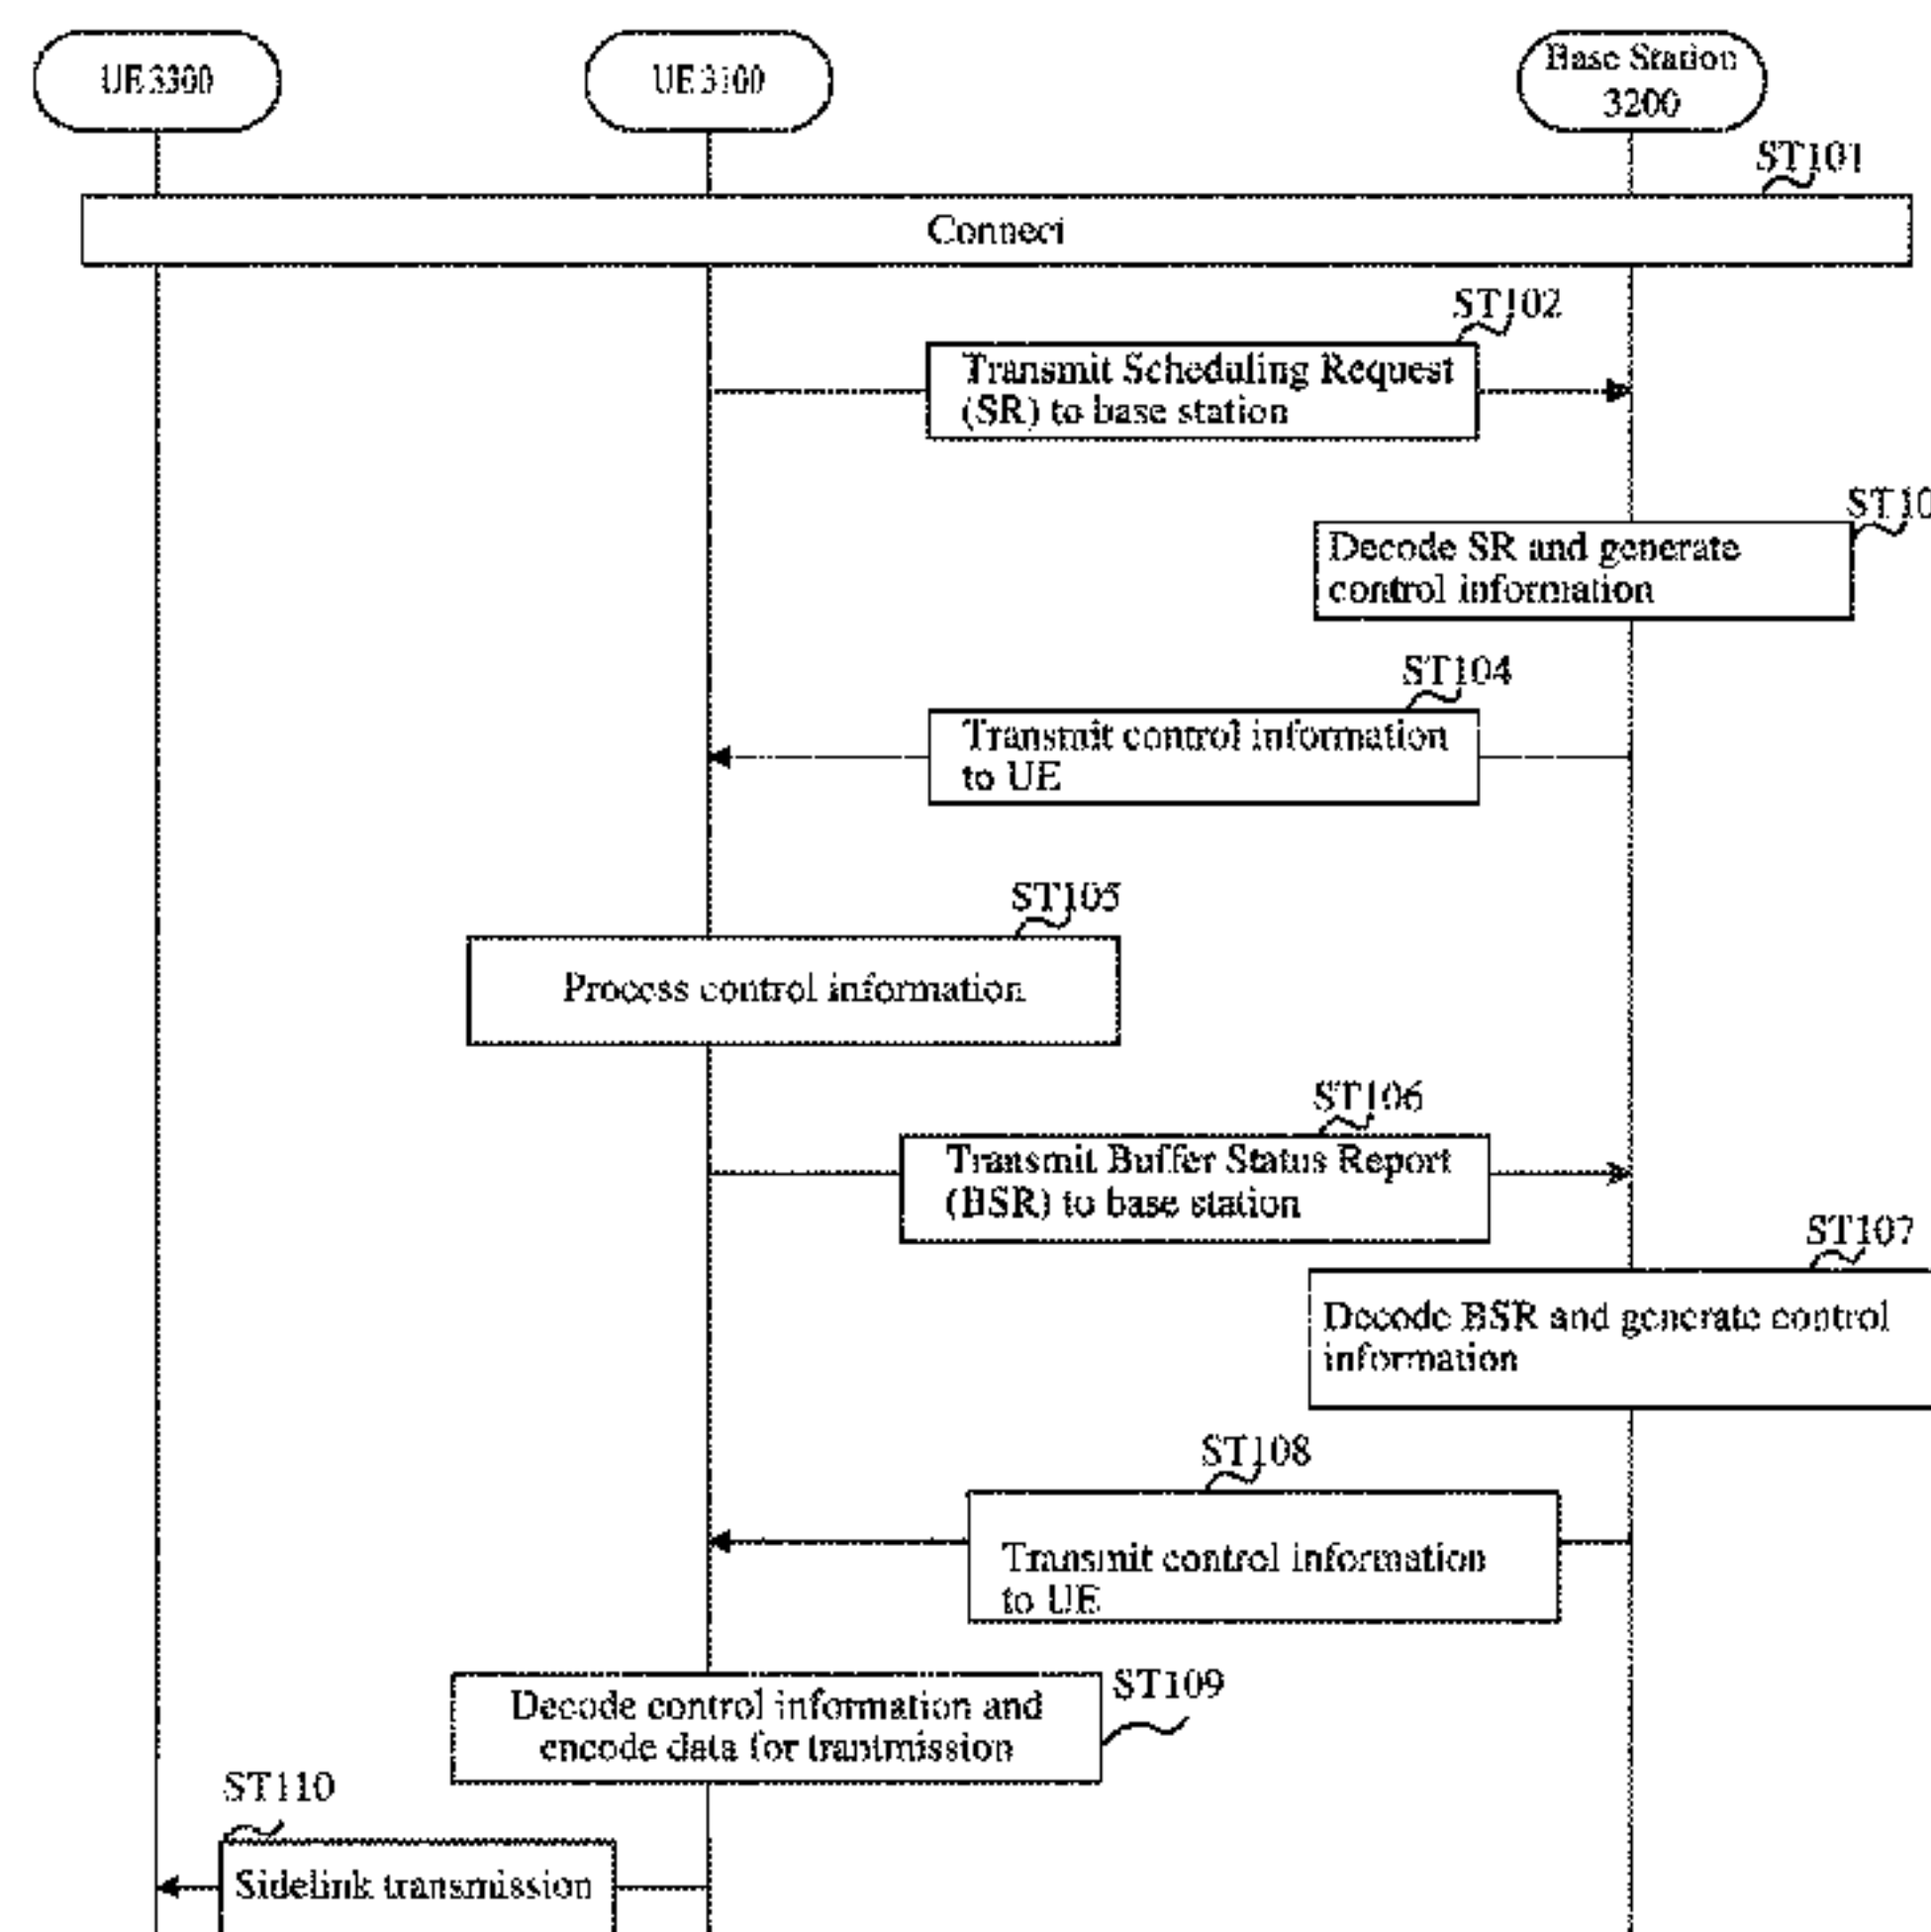 UE 3300
UE 3100
Base Station
3200
ST101
Connect
ST102
Transmit Scheduling Request
(SR) to base station
ST10
Decode SR and generate
control information
ST104
Transmit control information
to UE
ST105
Process control information
ST106
Transmit Buffer Status Report
(BSR) to base station
ST107
Decode BSR and generate control
information
ST108
Transmit control information
to UE
ST109
Decode control information and
encode data for trantmission
ST110
Sidelink transmission